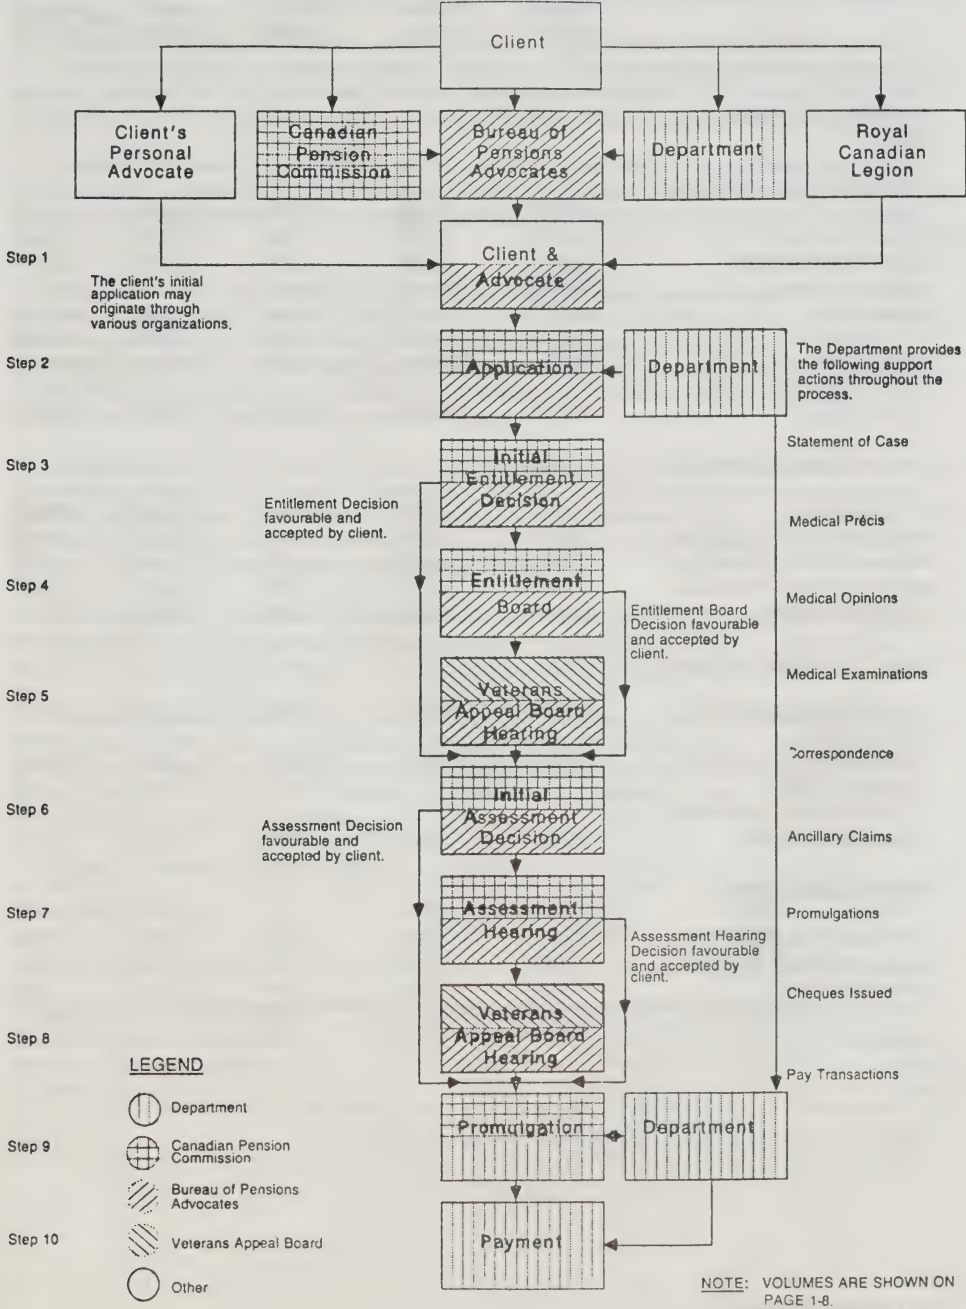 Client
Client's
Personal
Advocate
Canadian
Pension
Commission
Bureau of
Pensions
Advocates
Department
Royal
Canadian
Legion
Step 1
Client &
Advocate
The client's initial
application may
originate through
various organizations.
Step 2
Application
Department
The Department provides
the following support
actions throughout the
process.
Statement of Case
Step 3
Initial
Entitlement
Decision
Entitlement Decision
favourable and
accepted by client.
Medical Précis
Step 4
Entitlement
Board
Medical Opinions
Entitlement Board
Decision favourable
and accepted by
client.
Medical Examinations
Step 5
Veterans
Appeal Board
Hearing
Correspondence
Step 6
Initial
Assessment
Decision
Assessment Decision
favourable and
accepted by client.
Ancillary Claims
Step 7
Assessment
Hearing
Promulgations
Assessment Hearing
Decision favourable
and accepted by
client.
Cheques Issued
Step 8
Veterans
Appeal Board
Hearing
Pay Transactions
Step 9
Promulgation
Department
Step 10
Payment
LEGEND
Department
Canadian Pension
Commission
Bureau of Pensions
Advocates
Veterans Appeal Board
Other
NOTE: VOLUMES ARE SHOWN ON
PAGE 1-8.